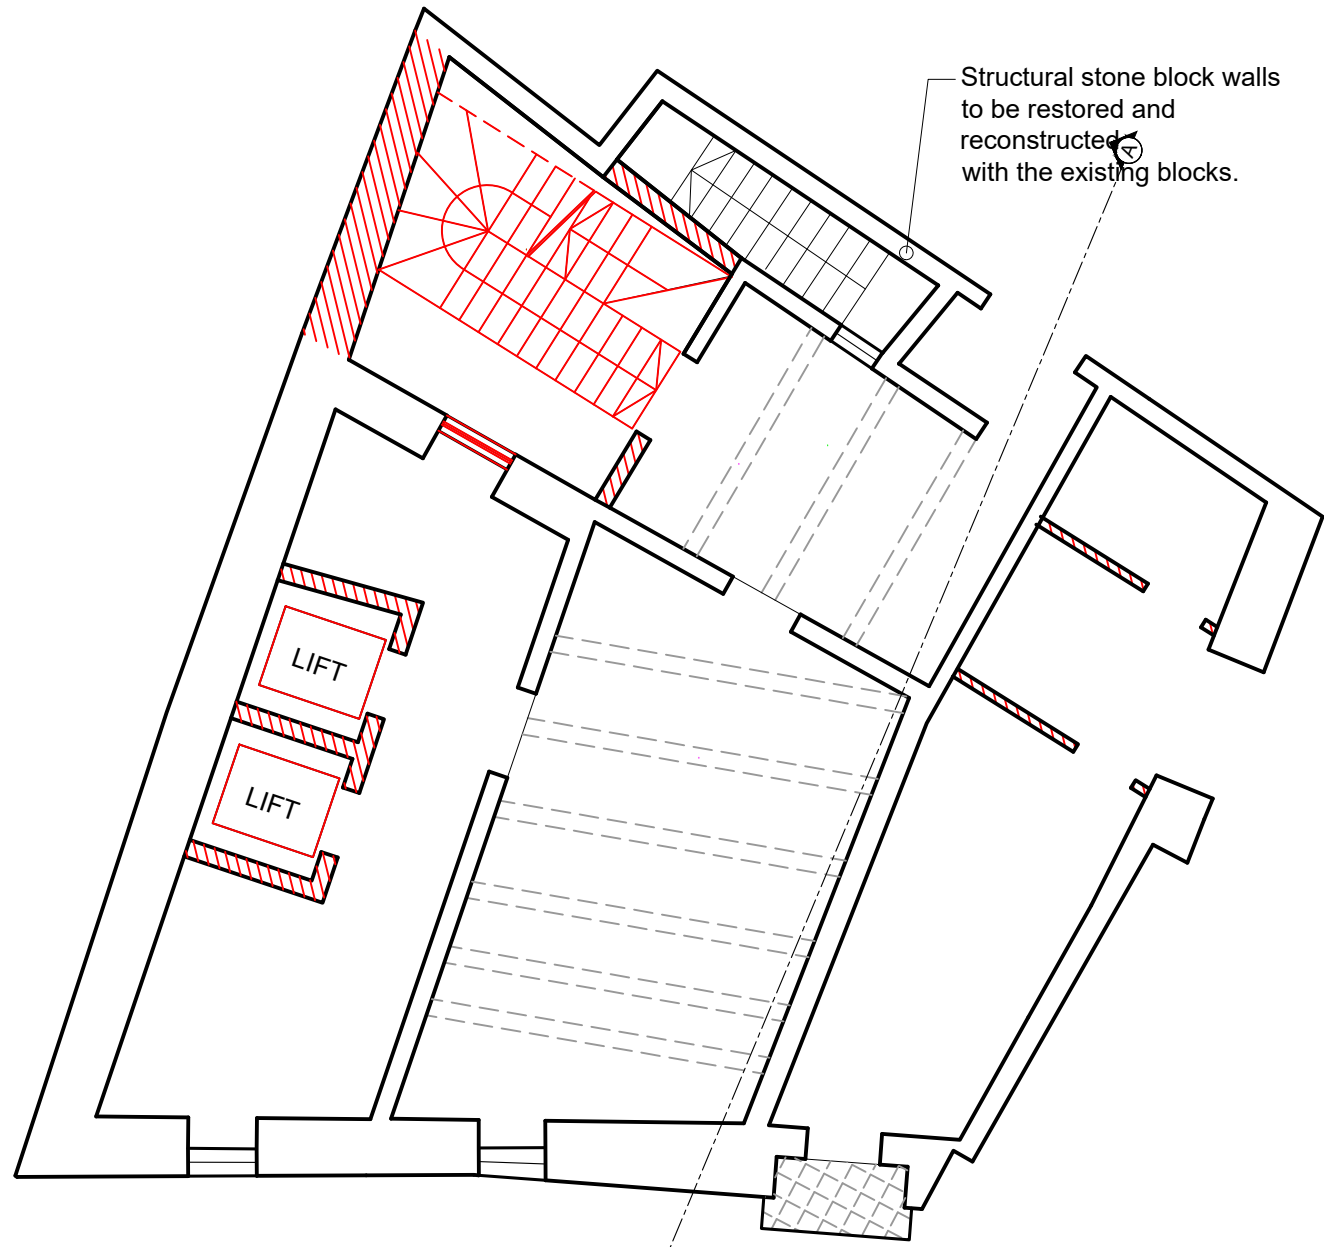 Structural stone block walls
to be restored and
reconstructed
with the existing blocks.
A
LIFT
LIFT